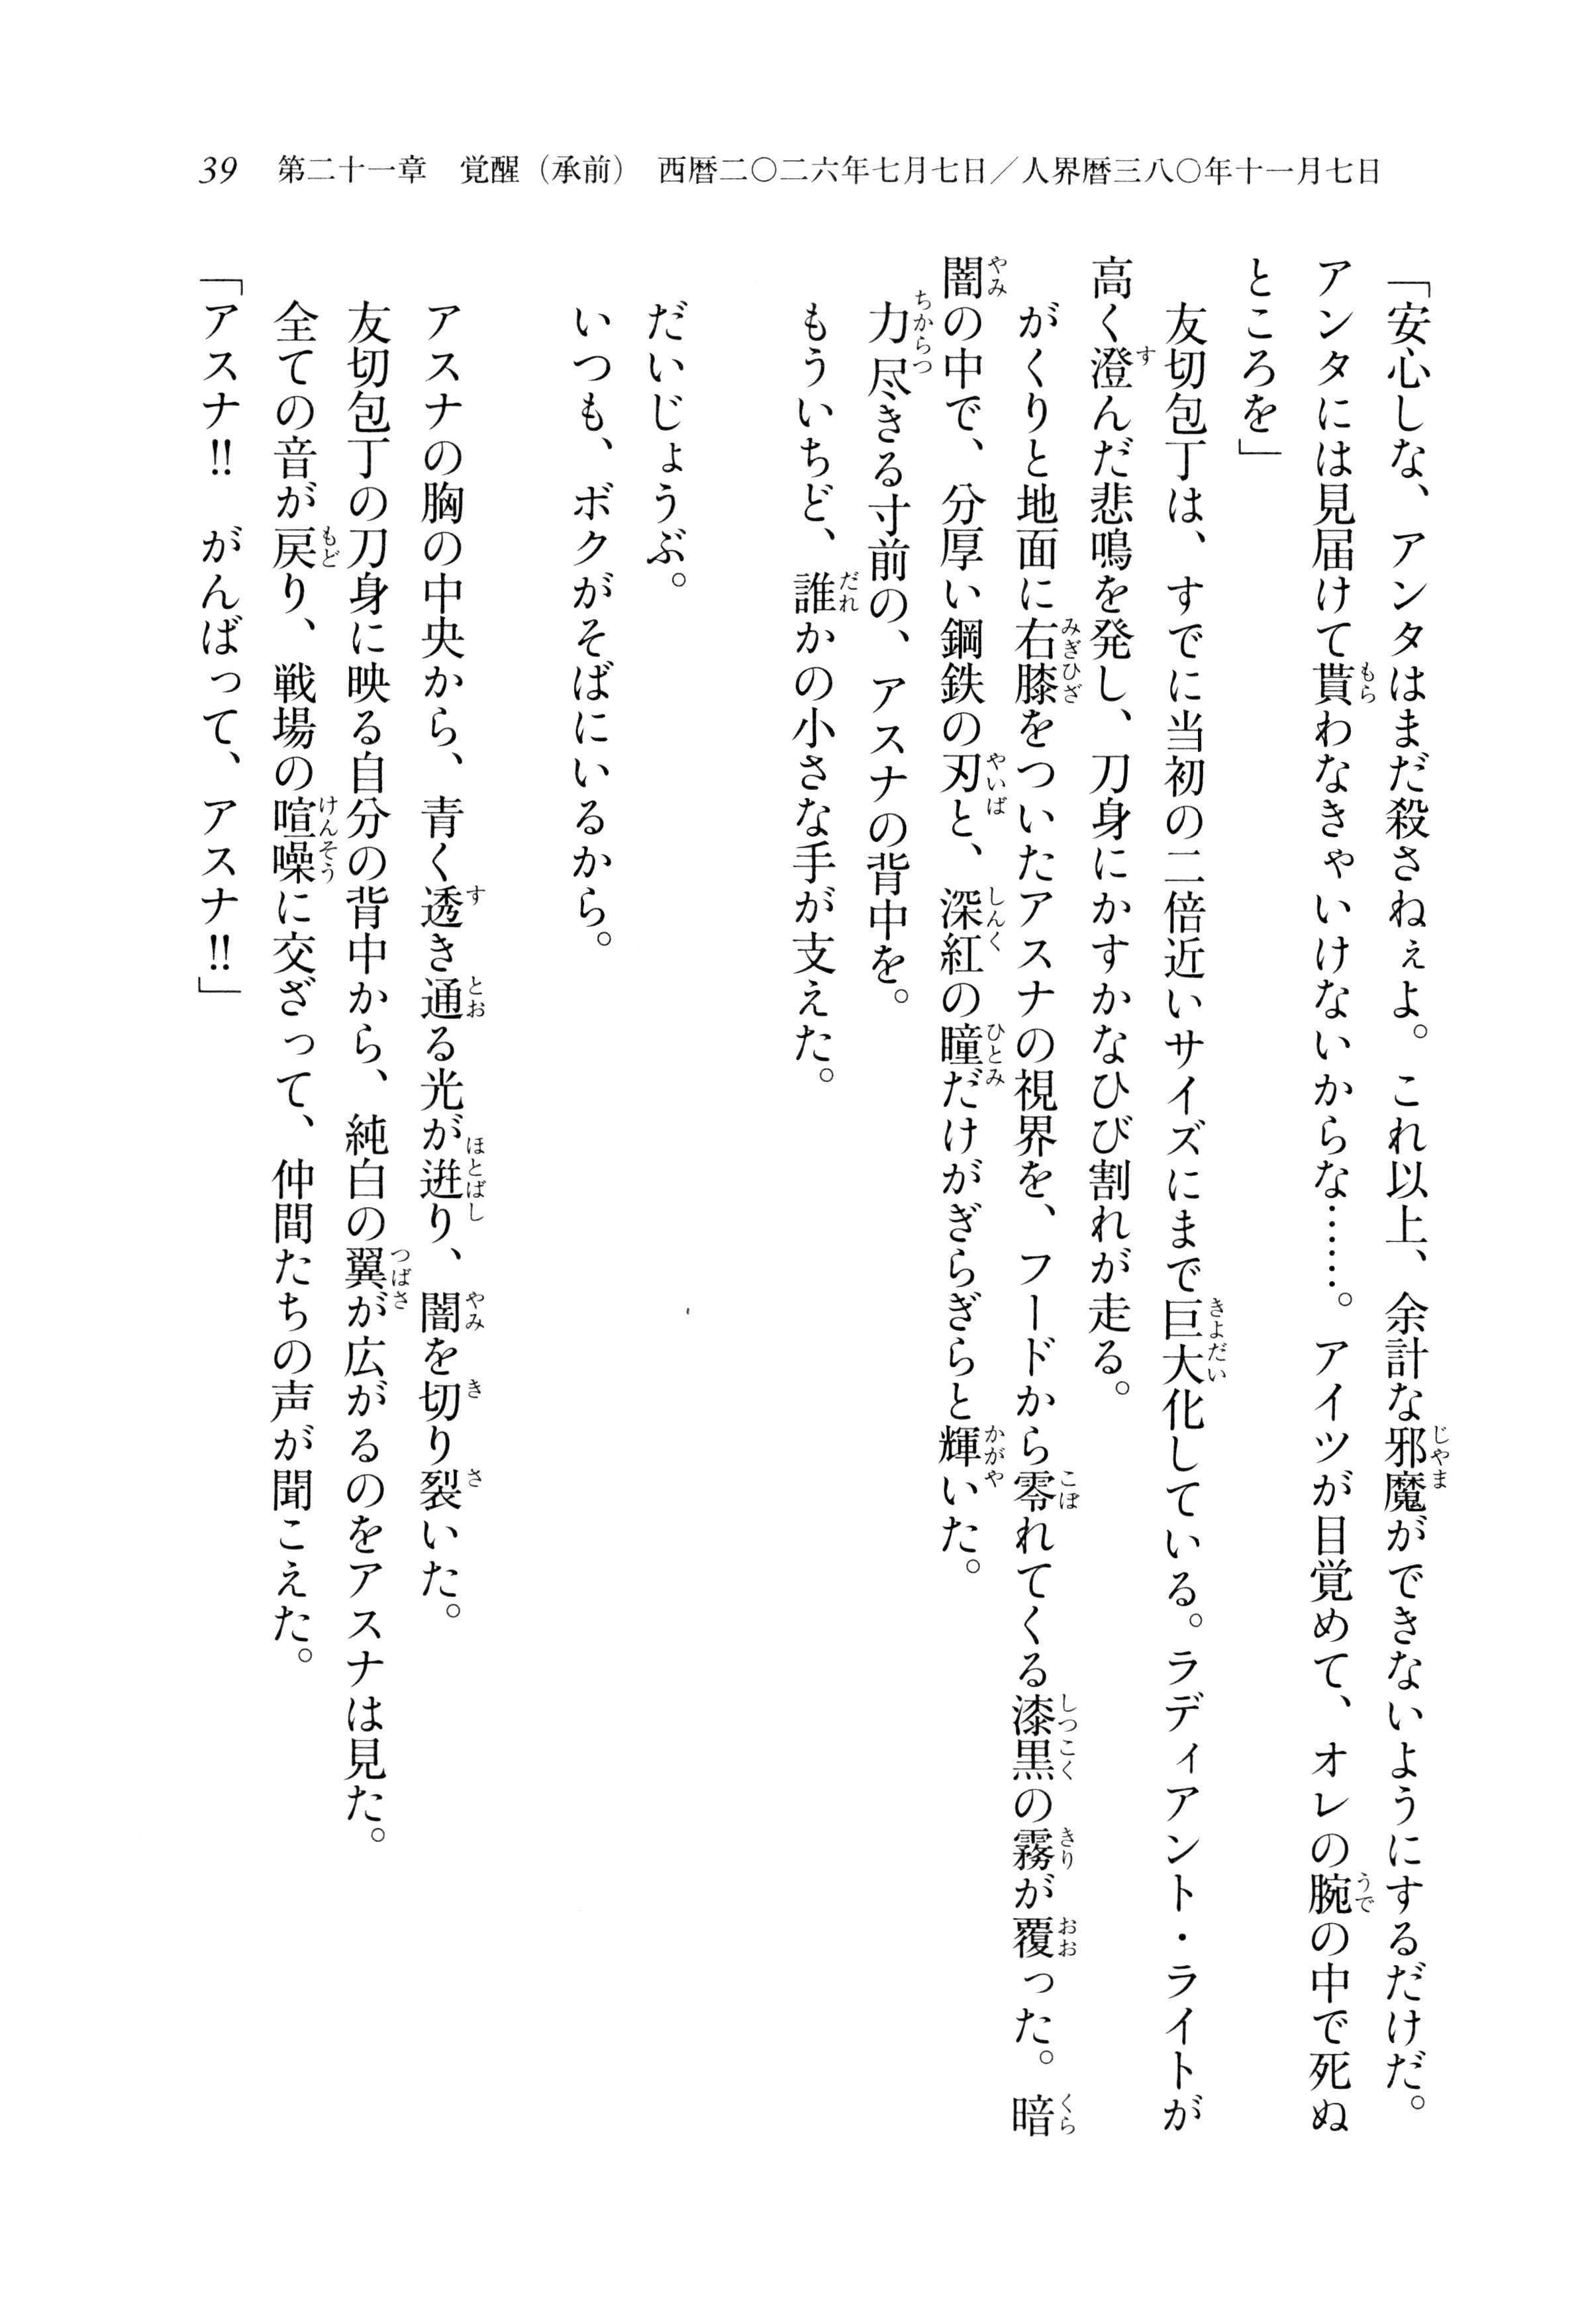 39　第二十一章　覚醒（承前）　西暦二〇二六年七月七日／人界暦三八〇年十一月七日
「安心しな、アンタはまだ殺さねぇよ。これ以上、余計な邪魔ができないようにするだけだ。
アンタには見届けて貰わなきゃいけないからな……。アイツが目覚めて、オレの腕の中で死ぬ
ところを」
　友切包丁は、すでに当初の二倍近いサイズにまで巨大化している。ラディアント・ライトが
高く澄んだ悲鳴を発し、刀身にかすかなひび割れが走る。
　がくりと地面に右膝をついたアスナの視界を、フードから零れてくる漆黒の霧が覆った。暗
闇の中で、分厚い鋼鉄の刃と、深紅の瞳だけがぎらぎらと輝いた。
　力尽きる寸前の、アスナの背中を。
　もういちど、誰かの小さな手が支えた。
　だいじょうぶ。
　いつも、ボクがそばにいるから。
　アスナの胸の中央から、青く透き通る光が迸り、闇を切り裂いた。
　友切包丁の刀身に映る自分の背中から、純白の翼が広がるのをアスナは見た。
　全ての音が戻り、戦場の喧噪に交ざって、仲間たちの声が聞こえた。
「アスナ!!　がんばって、アスナ!!」